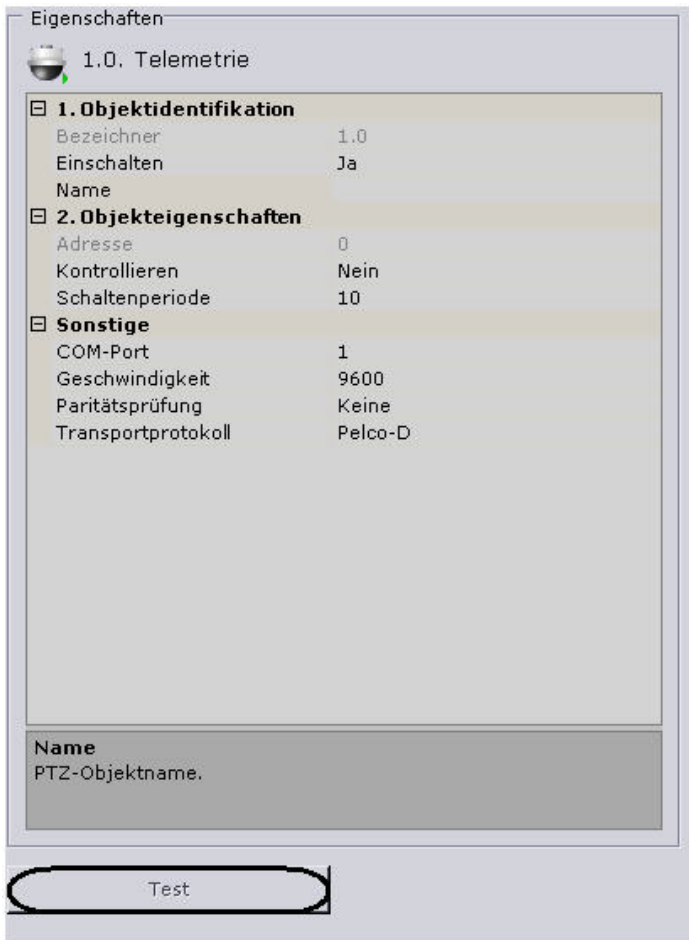 Eigenschaften
1.0. Telemetrie
1. Objektidentifikation
Bezeichner 1.0
Einschalten Ja
Name
2. Objekteigenschaften
Adresse 0
Kontrollieren Nein
Schaltenperiode 10
Sonstige
COM-Port 1
Geschwindigkeit 9600
Paritätsprüfung Keine
Transportprotokoll Pelco-D
Name
PTZ-Objektname.
Test